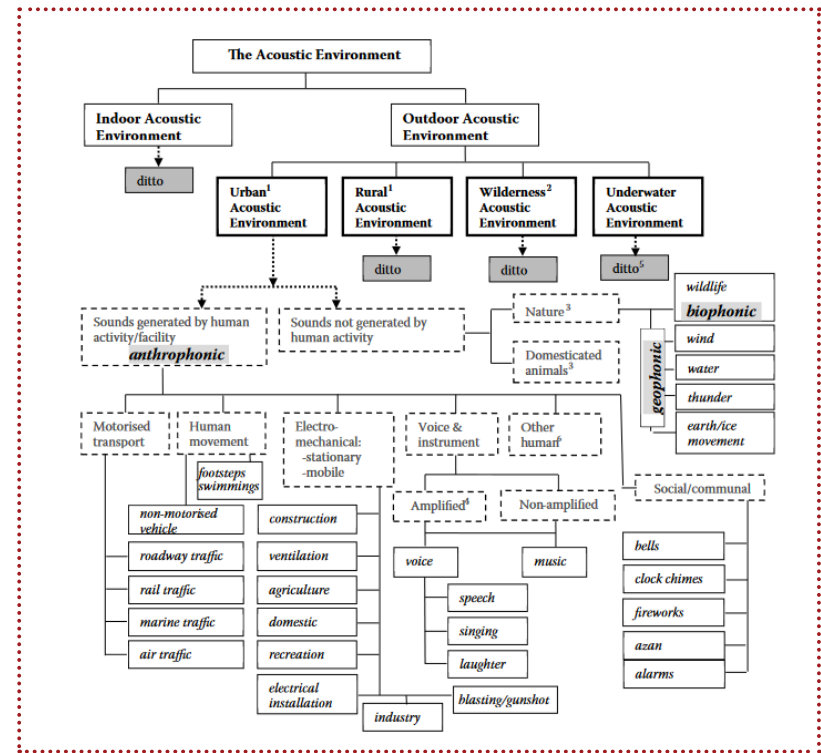 The Acoustic Environment
Indoor Acoustic
Environment
Outdoor Acoustic
Environment
ditto
Urban¹
Acoustic
Environment
Rural¹
Acoustic
Environment
Wilderness²
Acoustic
Environment
Underwater
Acoustic
Environment
ditto
ditto
ditto⁵
Sounds generated by human
activity/facility
anthrophonic
Sounds not generated by
human activity
Nature³
Domesticated
animals³
wildlife
biophonic
geophonic
wind
water
thunder
earth/ice
movement
Motorised
transport
Human
movement
Electro-
mechanical:
-stationary
-mobile
Voice &
instrument
Other
human⁶
Social/communal
footsteps
swimmings
non-motorised
vehicle
roadway traffic
rail traffic
marine traffic
air traffic
construction
ventilation
agriculture
domestic
recreation
electrical
installation
industry
blasting/gunshot
Amplified⁴
Non-amplified
voice
music
speech
singing
laughter
bells
clock chimes
fireworks
azan
alarms